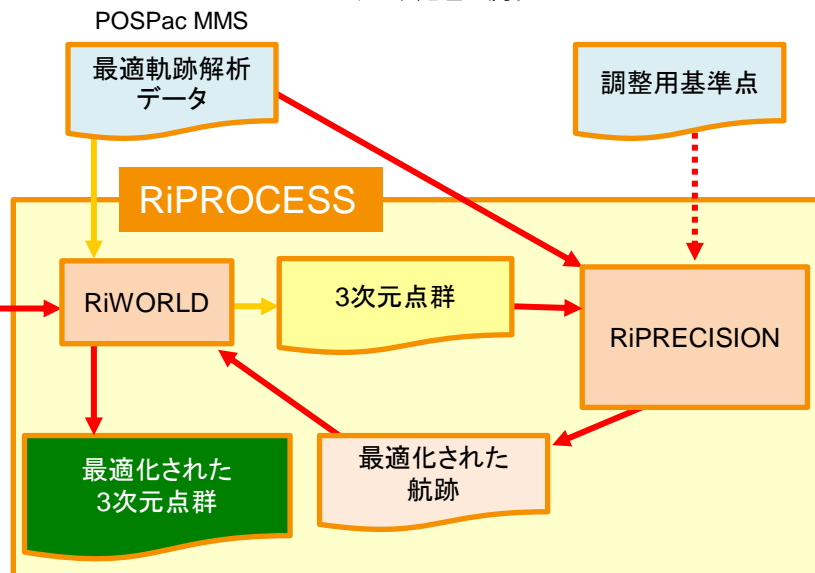 POSPac MMS
最適軌跡解析
データ
調整用基準点
RiPROCESS
RiWORLD
3次元点群
RiPRECISION
最適化された
3次元点群
最適化された
航跡